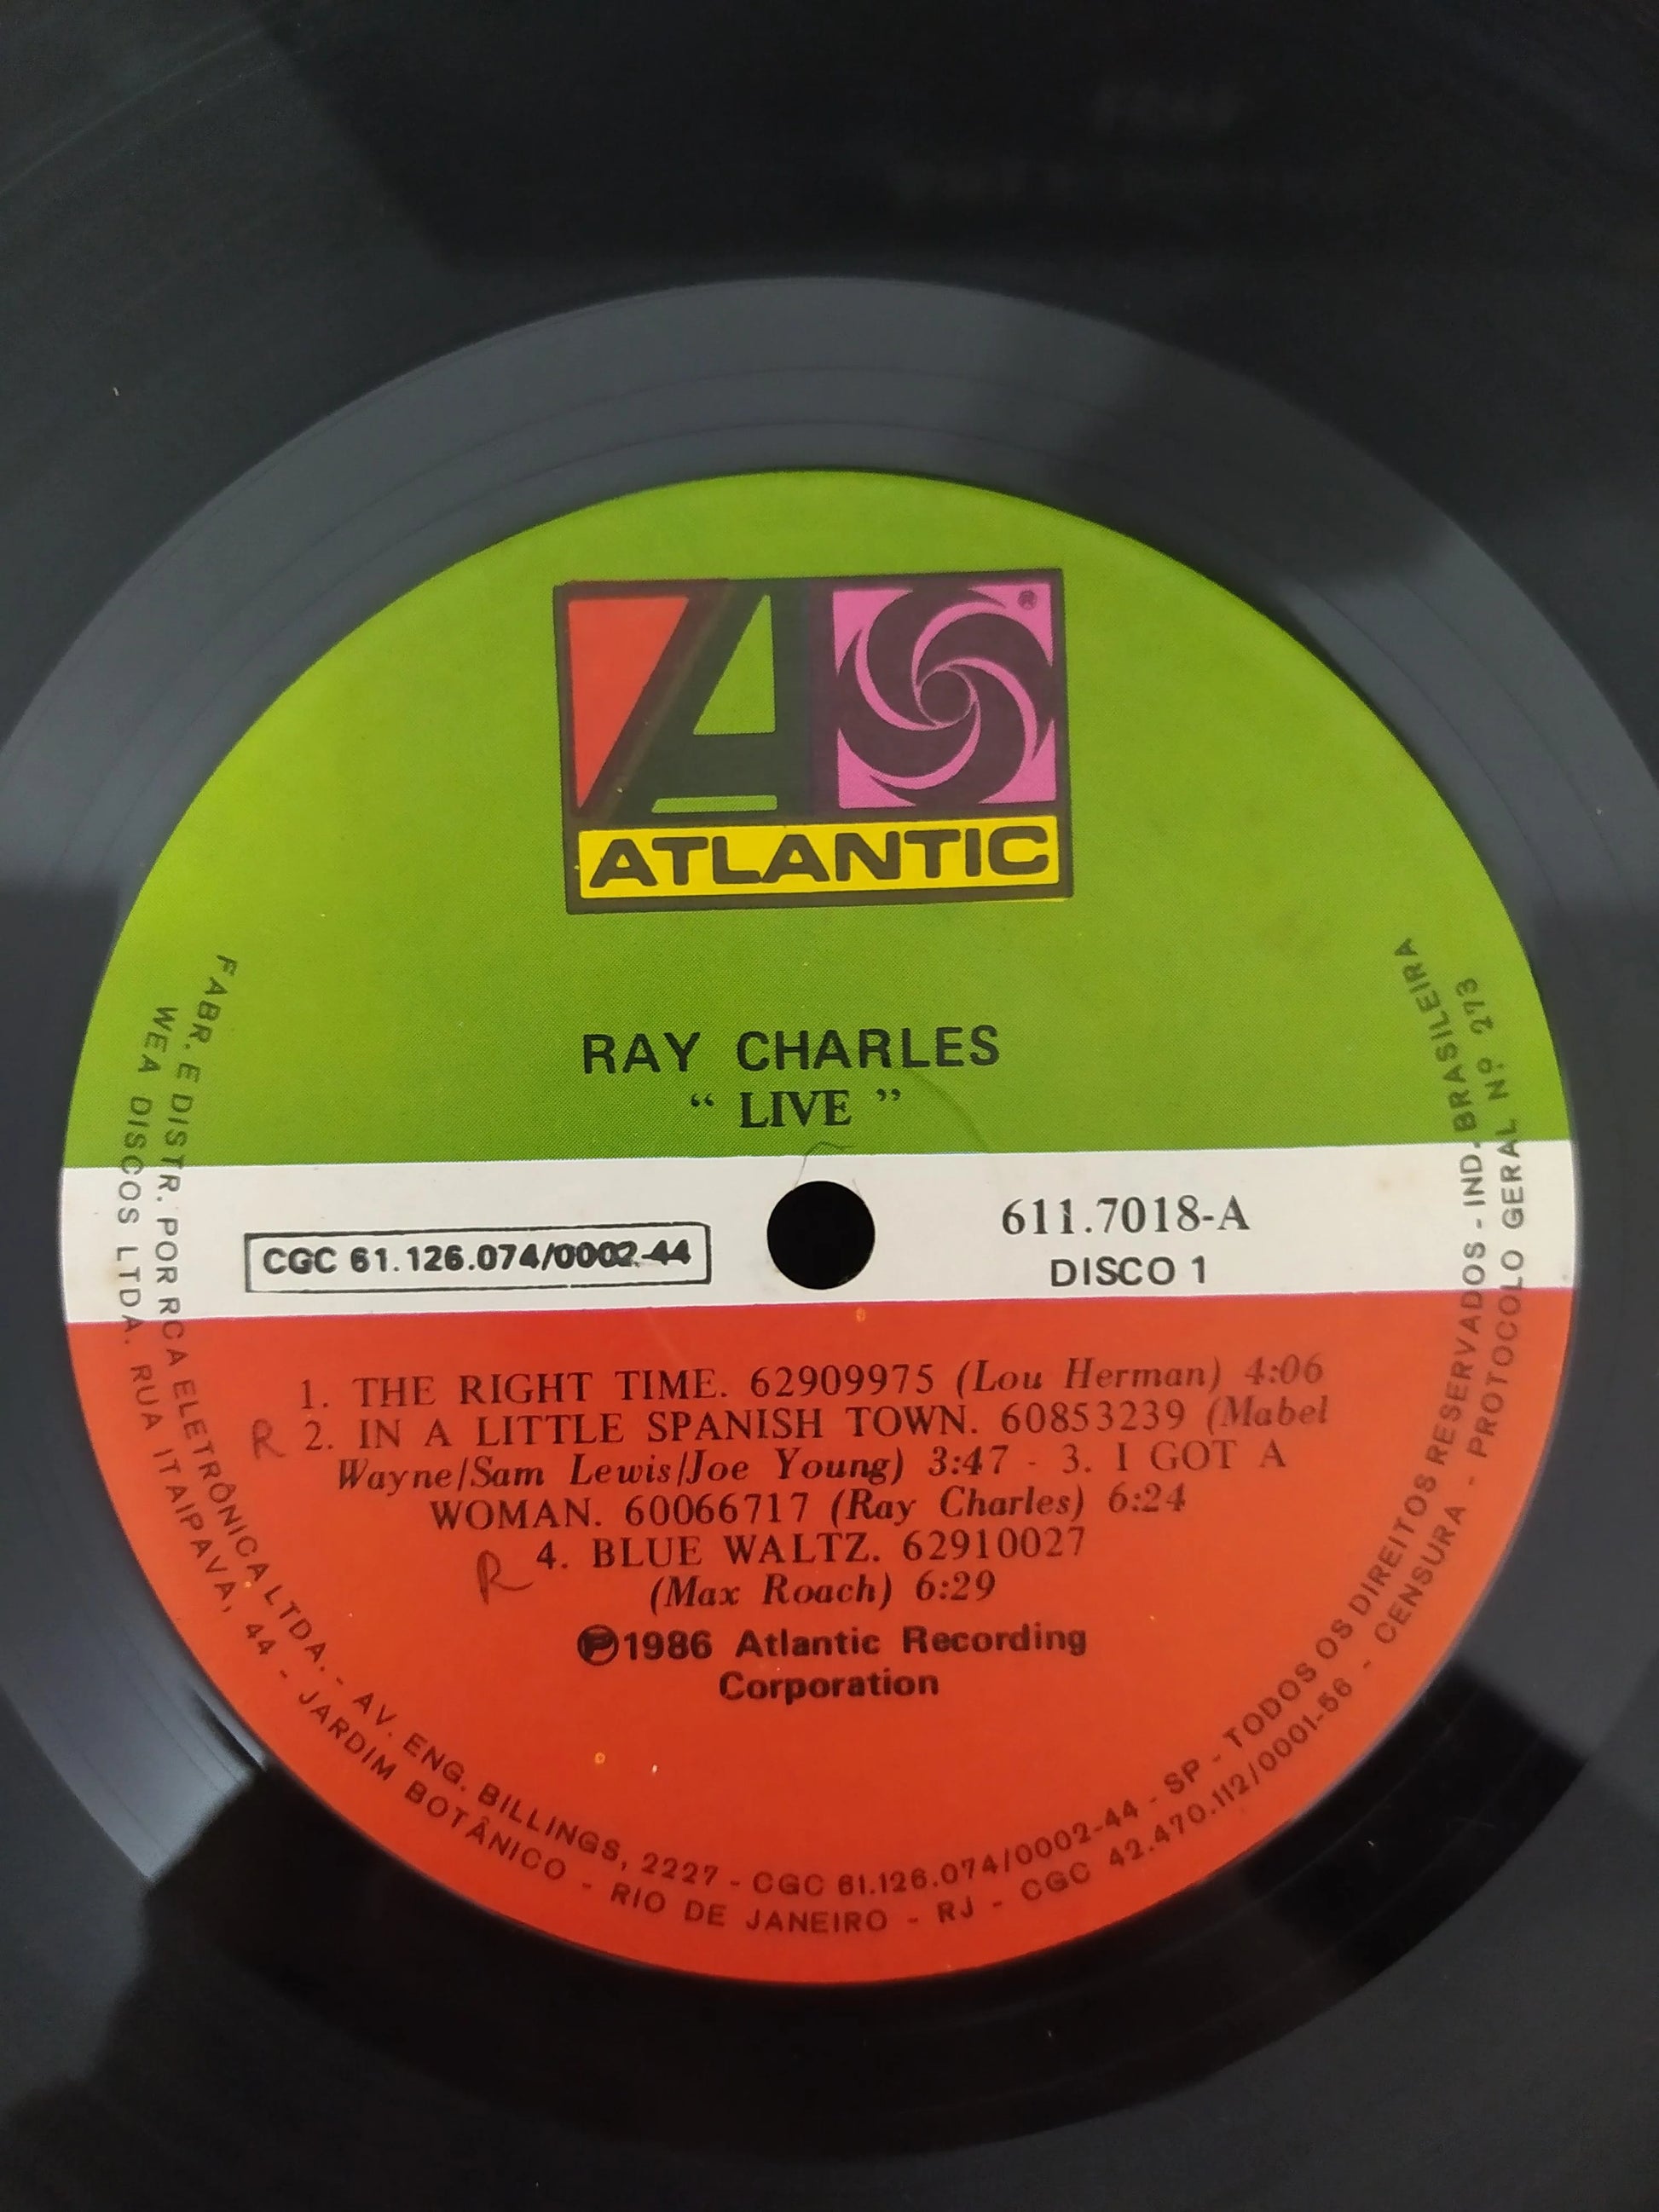 ®
ATLANTIC
RAY CHARLES
“ LIVE ”
CGC 61.126.074/0002-44
611.7018-A
DISCO 1
1. THE RIGHT TIME. 62909975 (Lou Herman) 4:06
R 2. IN A LITTLE SPANISH TOWN. 60853239 (Mabel
Wayne/Sam Lewis/Joe Young) 3:47 - 3. I GOT A
WOMAN. 60066717 (Ray Charles) 6:24
R 4. BLUE WALTZ. 62910027
(Max Roach) 6:29
℗1986 Atlantic Recording
Corporation
FABR. E DISTR. POR RCA ELETRÔNICA LTDA. - AV. ENG. BILLINGS, 2227 - CGC 61.126.074/0002-44 - SP - TODOS OS DIREITOS RESERVADOS - IND. BRASILEIRA
WEA DISCOS LTDA. RUA ITAIPAVA, 44 - JARDIM BOTÂNICO - RIO DE JANEIRO - RJ - CGC 42.470.112/0001-56 - CENSURA - PROTOCOLO GERAL Nº 273